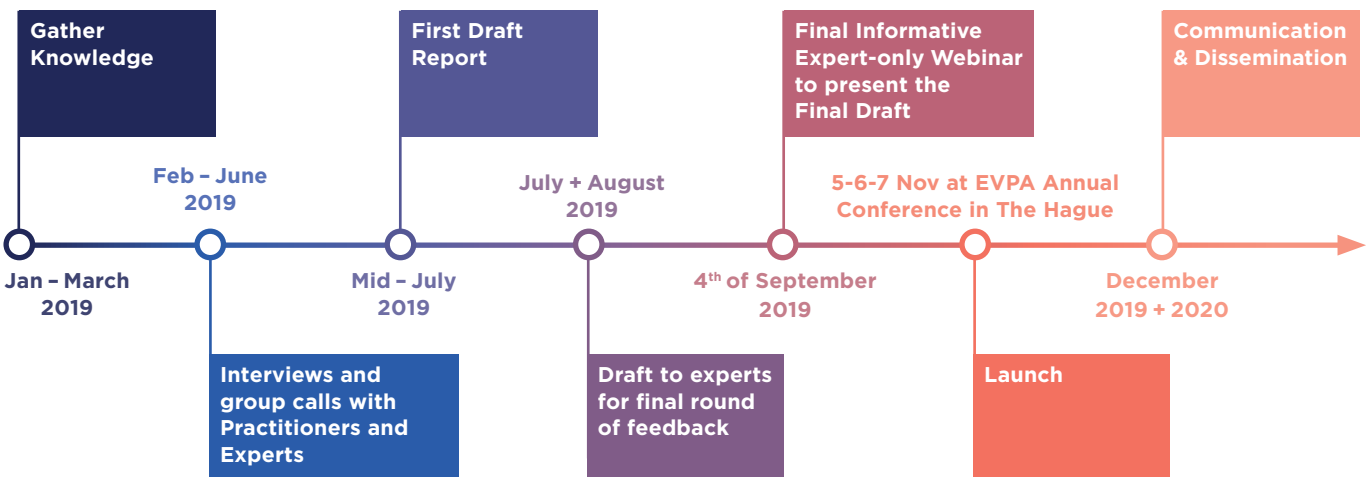 Gather
Knowledge
Jan – March
2019
Feb – June
2019
Interviews and
group calls with
Practitioners and
Experts
First Draft
Report
Mid – July
2019
July + August
2019
Draft to experts
for final round
of feedback
Final Informative
Expert-only Webinar
to present the
Final Draft
4th of September
2019
5-6-7 Nov at EVPA Annual
Conference in The Hague
Launch
Communication
& Dissemination
December
2019 + 2020